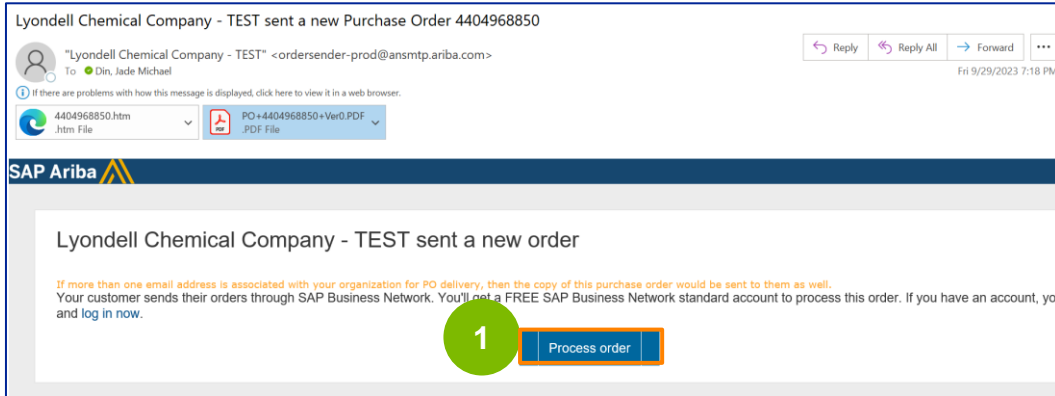 Lyondell Chemical Company - TEST sent a new Purchase Order 4404968850
"Lyondell Chemical Company - TEST" <ordersender-prod@ansmtp.ariba.com>
To Din, Jade Michael
Reply
Reply All
Forward
Fri 9/29/2023 7:18 PM
If there are problems with how this message is displayed, click here to view it in a web browser.
4404968850.htm
.htm File
PDF
PO+4404968850+Ver0.PDF
.PDF File
SAP Ariba
Lyondell Chemical Company - TEST sent a new order
If more than one email address is associated with your organization for PO delivery, then the copy of this purchase order would be sent to them as well.
Your customer sends their orders through SAP Business Network. You'll get a FREE SAP Business Network standard account to process this order. If you have an account, yo
and log in now.
1
Process order